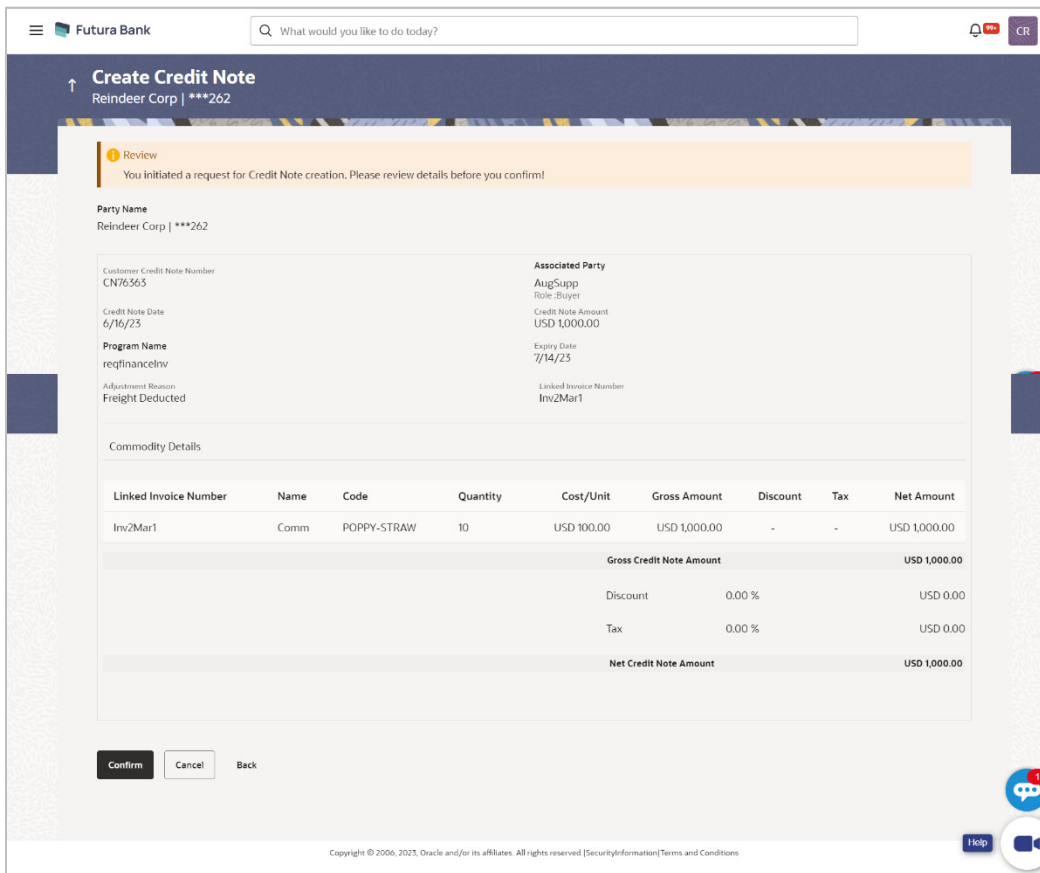 Futura Bank
What would you like to do today?
99+
CR
Create Credit Note
Reindeer Corp | ***262
Review
You initiated a request for Credit Note creation. Please review details before you confirm!
Party Name
Reindeer Corp | ***262
Customer Credit Note Number
CN76363
Associated Party
AugSupp
Role :Buyer
Credit Note Date
6/16/23
Credit Note Amount
USD 1,000.00
Program Name
reqfinanceInv
Expiry Date
7/14/23
Adjustment Reason
Freight Deducted
Linked Invoice Number
Inv2Mar1
Commodity Details
Linked Invoice Number Name Code Quantity Cost/Unit Gross Amount Discount Tax Net Amount
Inv2Mar1 Comm POPPY-STRAW 10 USD 100.00 USD 1,000.00 - - USD 1,000.00
Gross Credit Note Amount USD 1,000.00
Discount 0.00 % USD 0.00
Tax 0.00 % USD 0.00
Net Credit Note Amount USD 1,000.00
Confirm Cancel Back
1
Help
Copyright © 2006, 2023, Oracle and/or its affiliates. All rights reserved.|SecurityInformation|Terms and Conditions